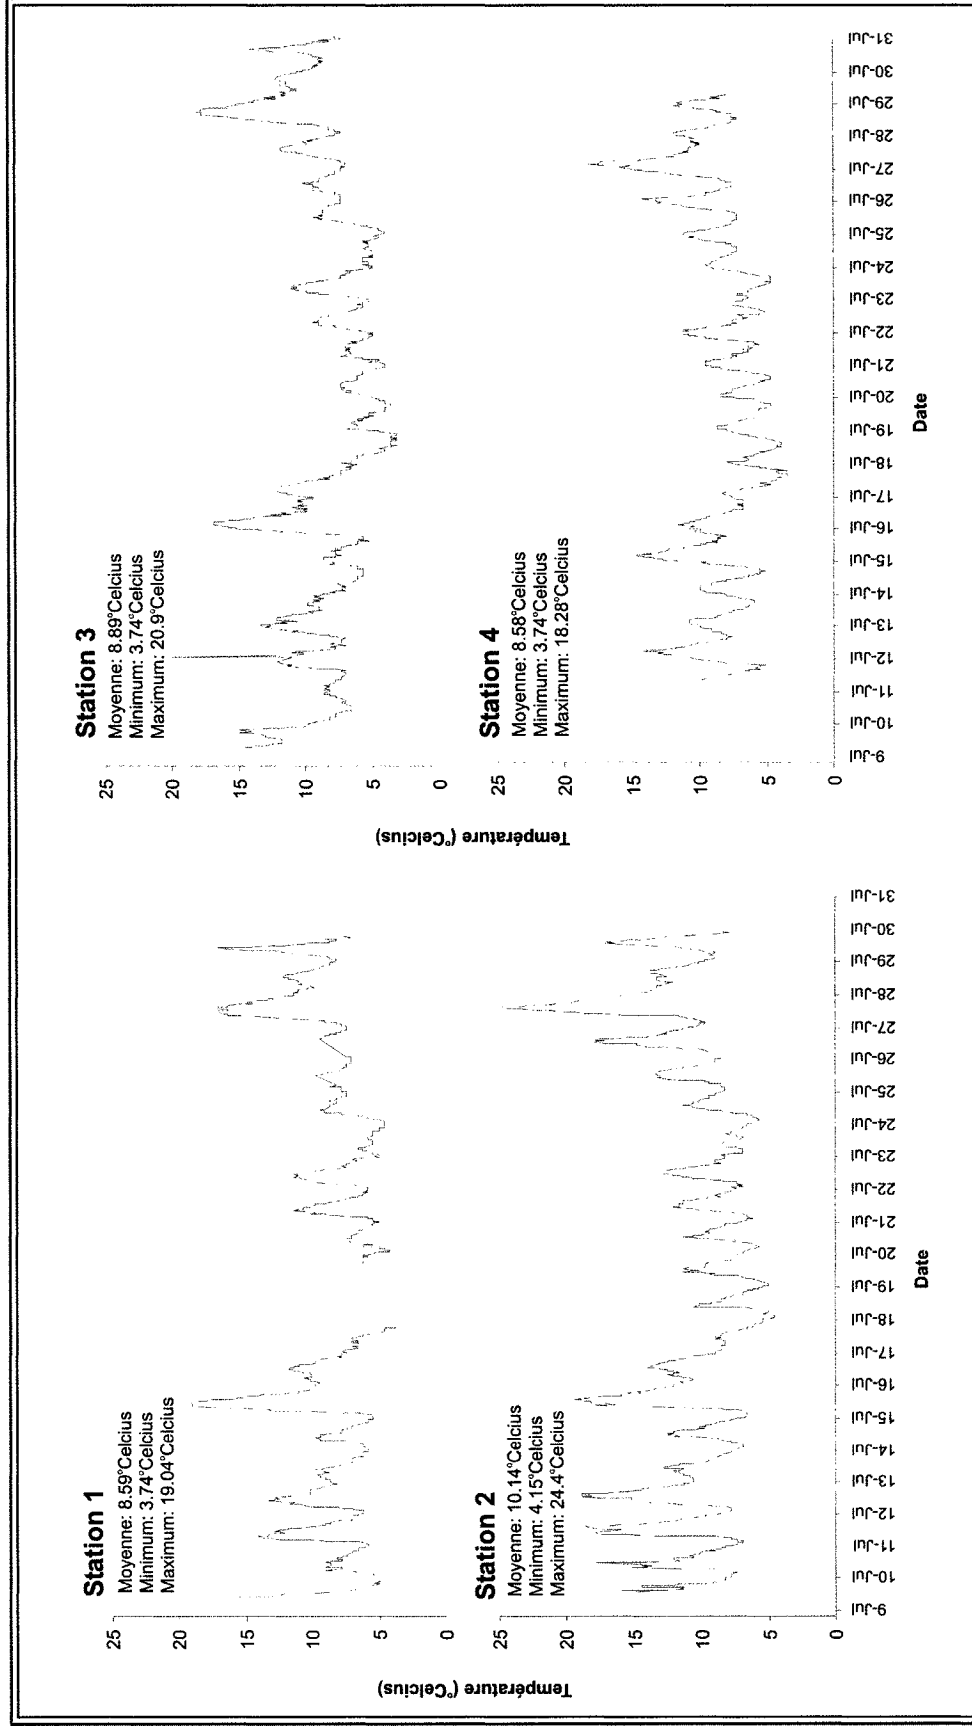 Station 1
Moyenne: 8.59°Celcius
Minimum: 3.74°Celcius
Maximum: 19.04°Celcius
25
20
15
10
5
0
Température (°Celcius)
Station 3
Moyenne: 8.89°Celcius
Minimum: 3.74°Celcius
Maximum: 20.9°Celcius
25
20
15
10
5
0
Station 2
Moyenne: 10.14°Celcius
Minimum: 4.15°Celcius
Maximum: 24.4°Celcius
25
20
15
10
5
0
Température (°Celcius)
9-Jul
10-Jul
11-Jul
12-Jul
13-Jul
14-Jul
15-Jul
16-Jul
17-Jul
18-Jul
19-Jul
20-Jul
21-Jul
22-Jul
23-Jul
24-Jul
25-Jul
26-Jul
27-Jul
28-Jul
29-Jul
30-Jul
31-Jul
Date
Station 4
Moyenne: 8.58°Celcius
Minimum: 3.74°Celcius
Maximum: 18.28°Celcius
25
20
15
10
5
0
Température (°Celcius)
9-Jul
10-Jul
11-Jul
12-Jul
13-Jul
14-Jul
15-Jul
16-Jul
17-Jul
18-Jul
19-Jul
20-Jul
21-Jul
22-Jul
23-Jul
24-Jul
25-Jul
26-Jul
27-Jul
28-Jul
29-Jul
30-Jul
31-Jul
Date